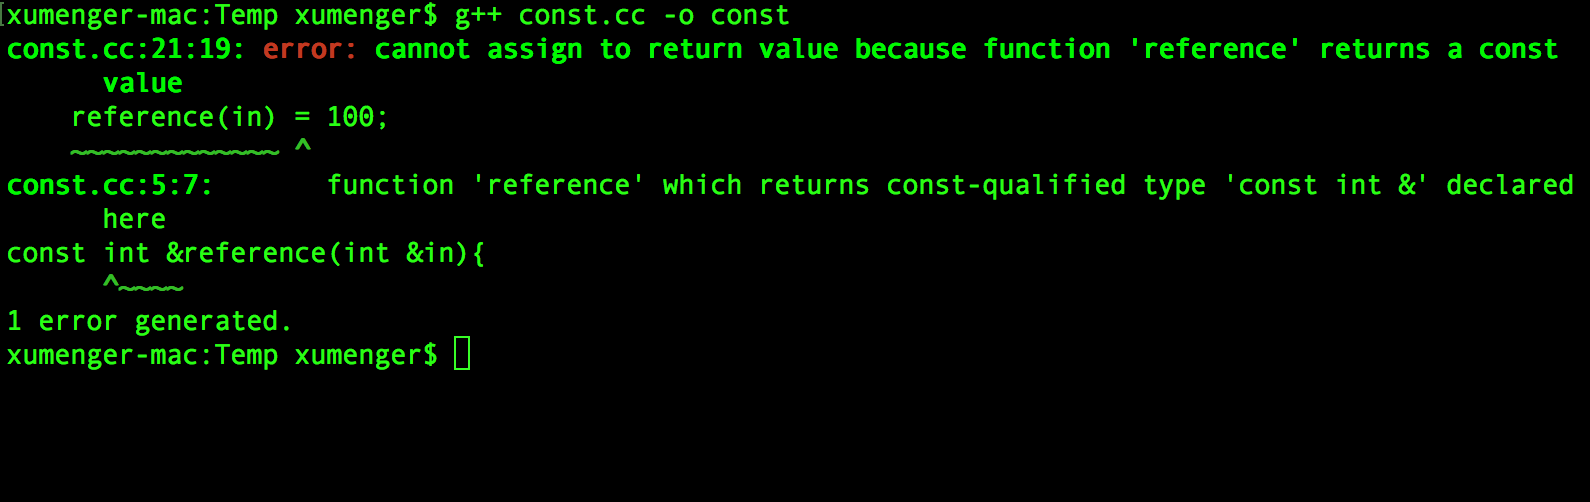 xumenger-mac:Temp xumenger$ g++ const.cc -o const
const.cc:21:19: error: cannot assign to return value because function 'reference' returns a const
      value
    reference(in) = 100;
    ~~~~~~~~~~~~~ ^
const.cc:5:7:       function 'reference' which returns const-qualified type 'const int &' declared
      here
const int &reference(int &in){
      ^~~~~
1 error generated.
xumenger-mac:Temp xumenger$